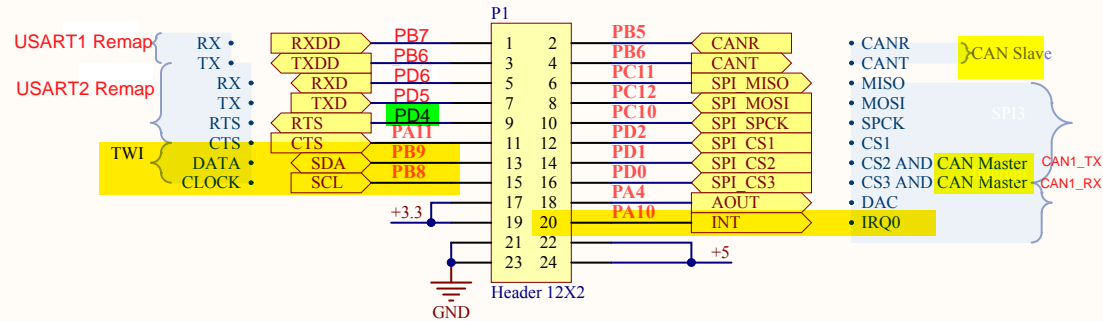 P1
USART1 Remap RX RXDD PB7 1 2 PB5 CANR CANR
TX TXDD PB6 3 4 PB6 CANT CANT CAN Slave
USART2 Remap RX RXD PD6 5 6 PC11 SPI_MISO MISO
TX TXD PD5 7 8 PC12 SPI_MOSI MOSI SPI3
RTS RTS PD4 9 10 PC10 SPI_SPCK SPCK
CTS CTS PA11 11 12 PD2 SPI_CS1 CS1
TWI DATA SDA PB9 13 14 PD1 SPI_CS2 CS2 AND CAN Master CAN1_TX
CLOCK SCL PB8 15 16 PD0 SPI_CS3 CS3 AND CAN Master CAN1_RX
17 18 PA4 AOUT DAC
+3.3 19 20 PA10 INT IRQ0
21 22
23 24 +5
Header 12X2
GND